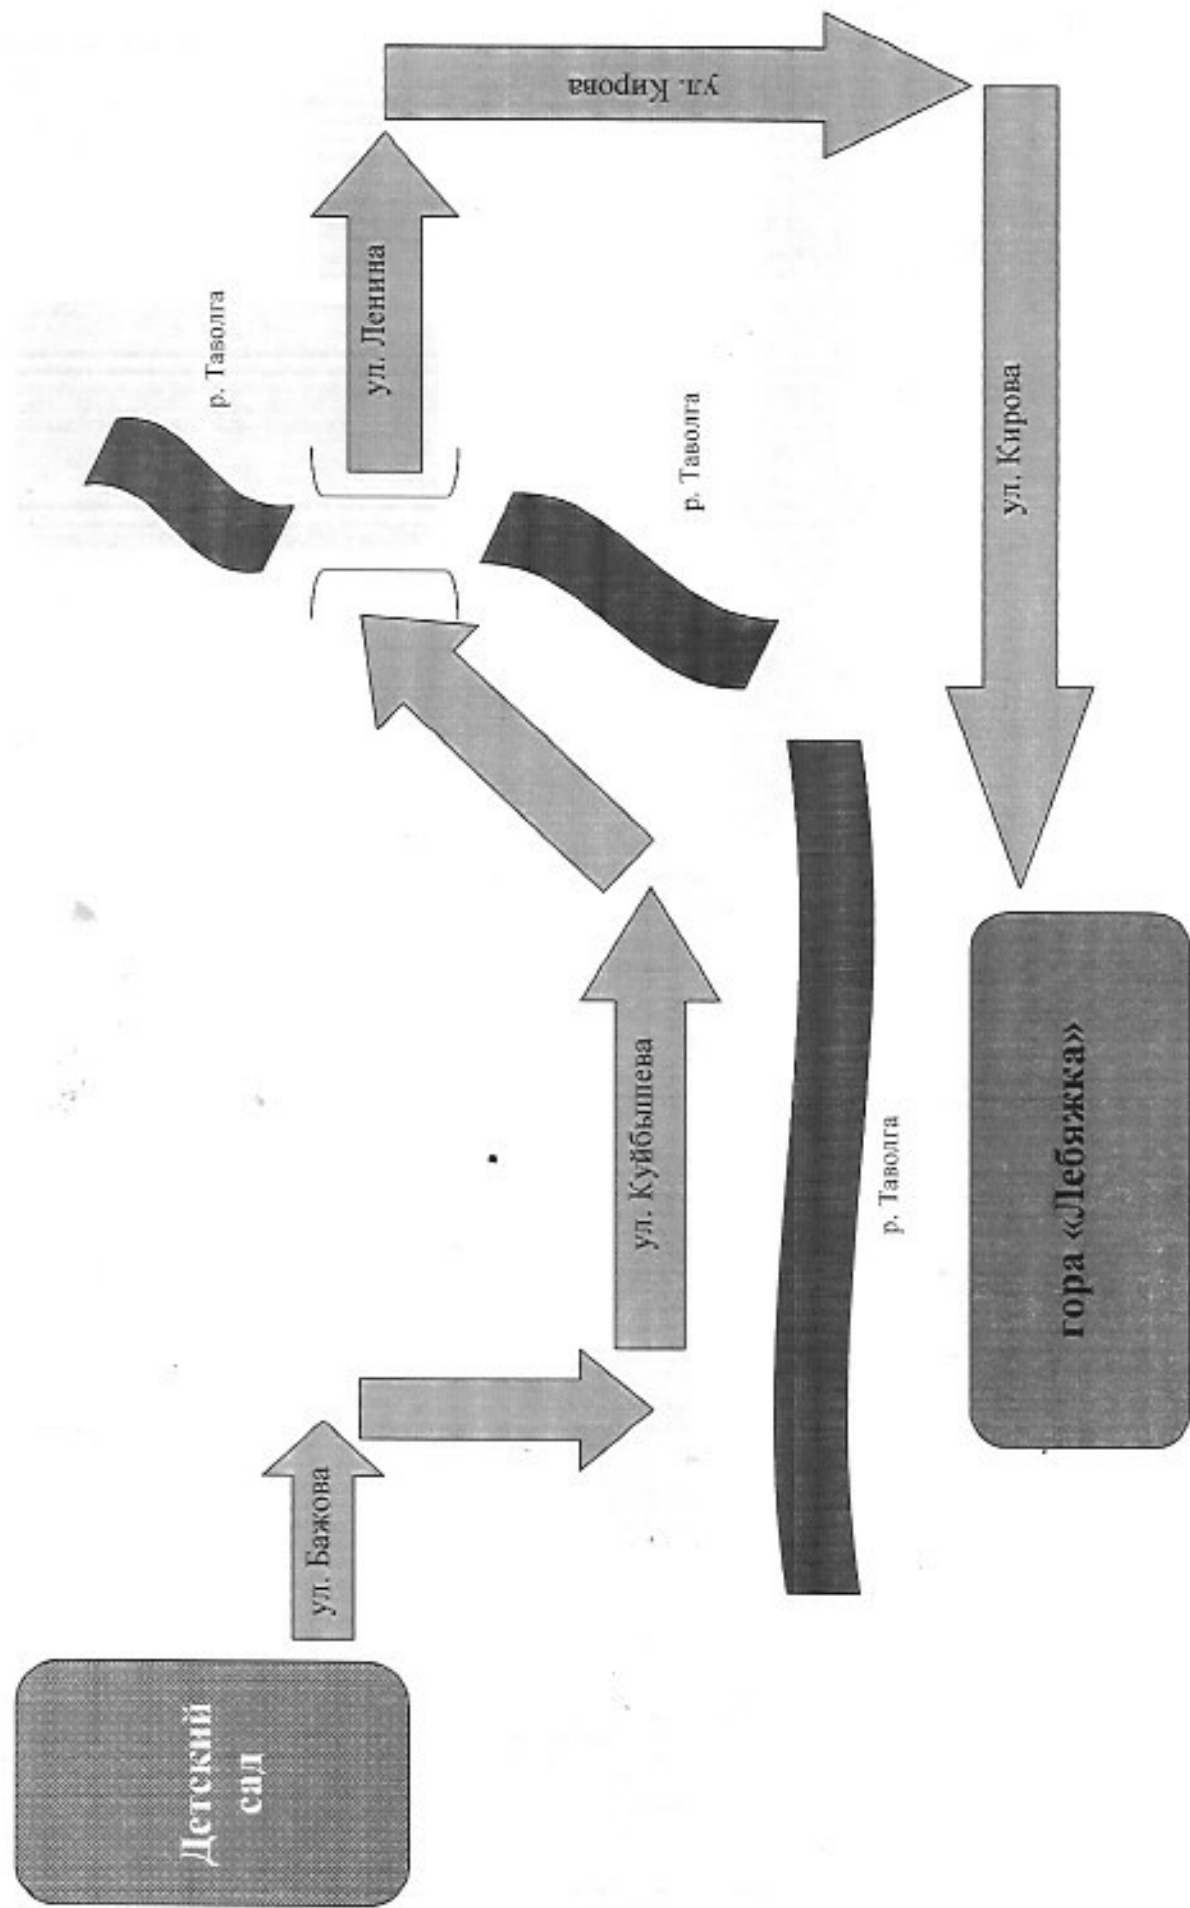 Детский
сад
ул. Бажова
ул. Куйбышева
р. Таволга
р. Таволга
р. Таволга
ул. Ленина
ул. Кирова
ул. Кирова
гора «Лебяжка»